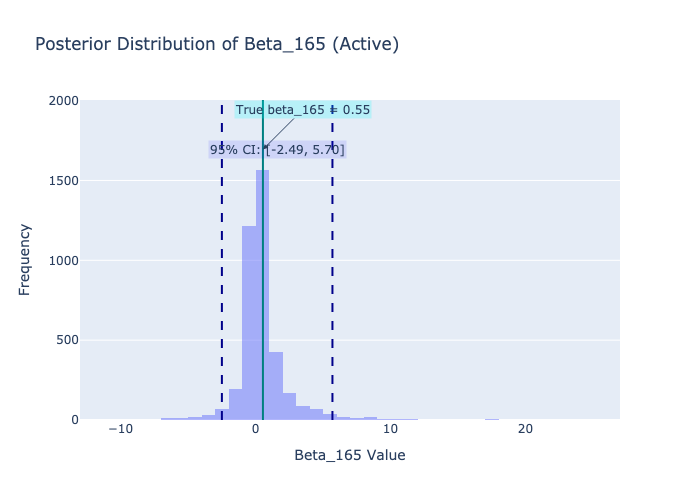 Posterior Distribution of Beta_165 (Active)
2000
True beta_165 = 0.55
95% CI: [-2.49, 5.70]
1500
1000
500
0
Frequency
−10
0
10
20
Beta_165 Value